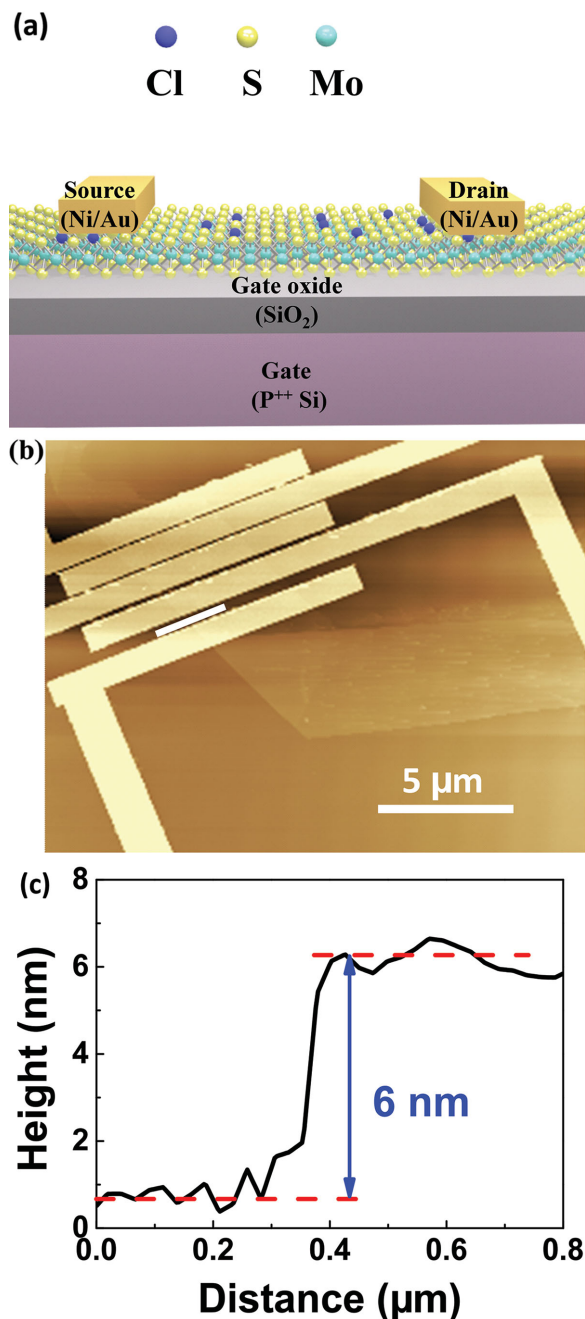 (a)
Cl S Mo
Source Drain
(Ni/Au) (Ni/Au)
Gate oxide
(SiO₂)
Gate
(P⁺⁺ Si)
(b)
5 µm
(c)
8
6
4
2
0
Height (nm)
6 nm
0.0 0.2 0.4 0.6 0.8
Distance (µm)